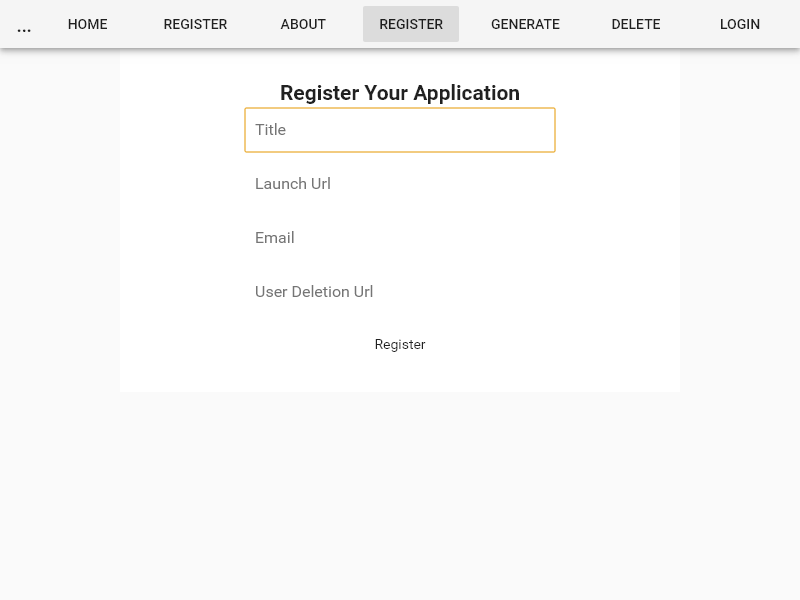 ... HOME REGISTER ABOUT REGISTER GENERATE DELETE LOGIN
Register Your Application
Title
Launch Url
Email
User Deletion Url
Register